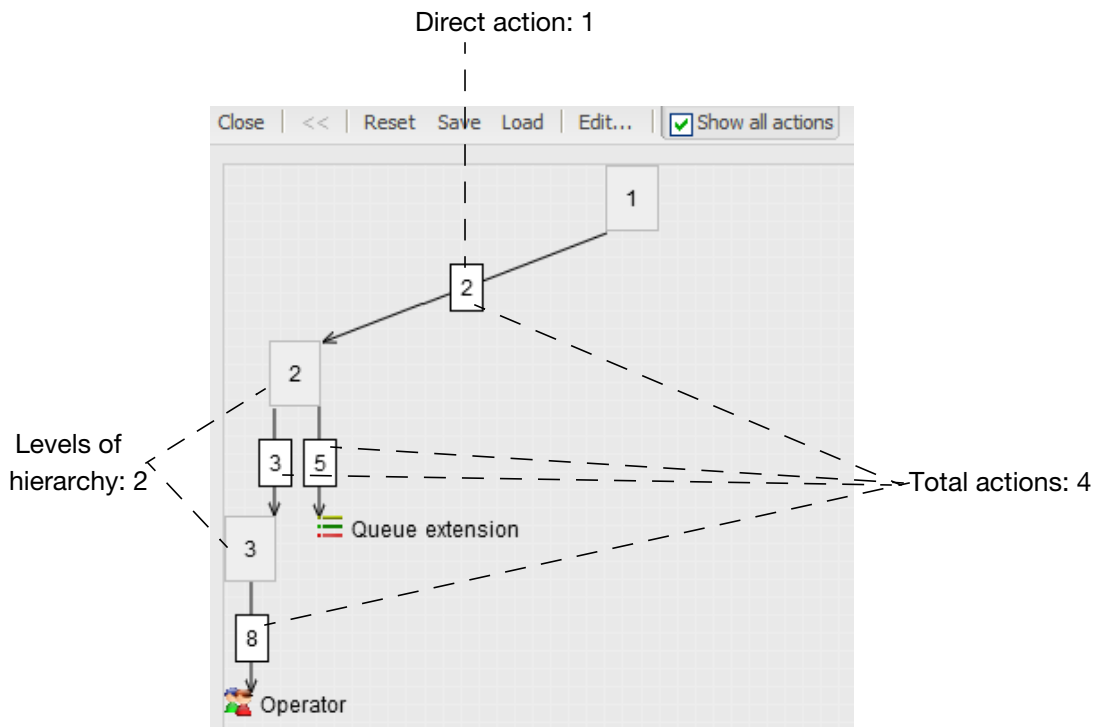 Direct action: 1
Close | << | Reset Save Load | Edit... | Show all actions
1
2
2
Levels of
hierarchy: 2
3 5
Total actions: 4
Queue extension
3
8
Operator